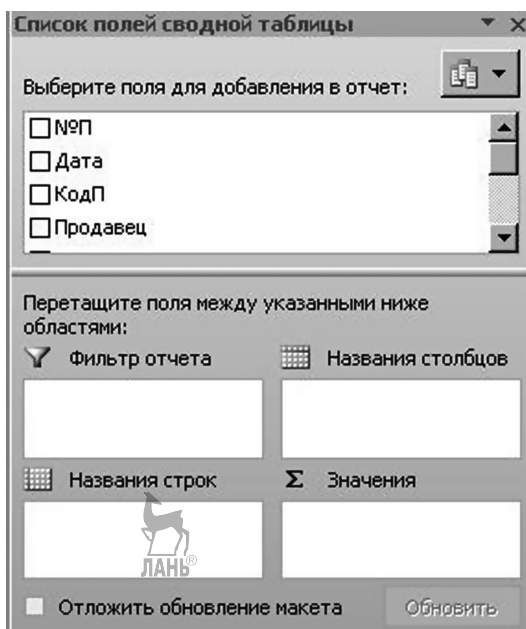 Список полей сводной таблицы
Выберите поля для добавления в отчет:
№П
Дата
КодП
Продавец
Перетащите поля между указанными ниже
областями:
Фильтр отчета
Названия столбцов
Названия строк
Σ Значения
ЛАНЬ®
Отложить обновление макета
Обновить